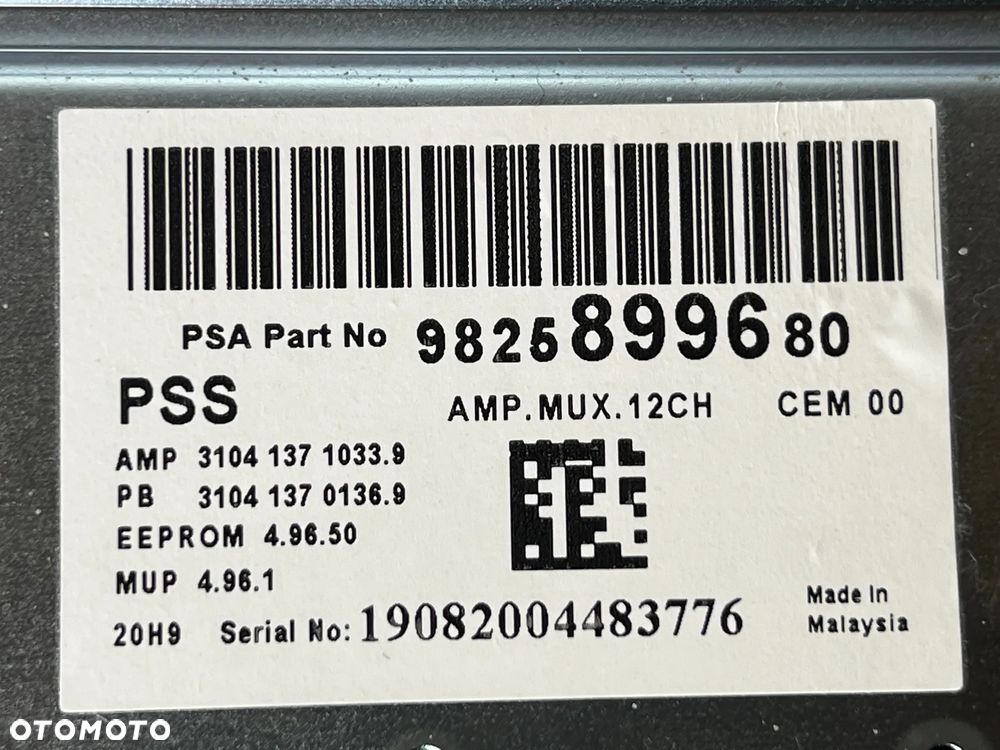 PSA Part No 9825899680
PSS
AMP.MUX.12CH CEM 00
AMP 3104 137 1033.9
PB 3104 137 0136.9
EEPROM 4.96.50
MUP 4.96.1
20H9 Serial No: 19082004483776
Made In
Malaysia
OTOMOTO